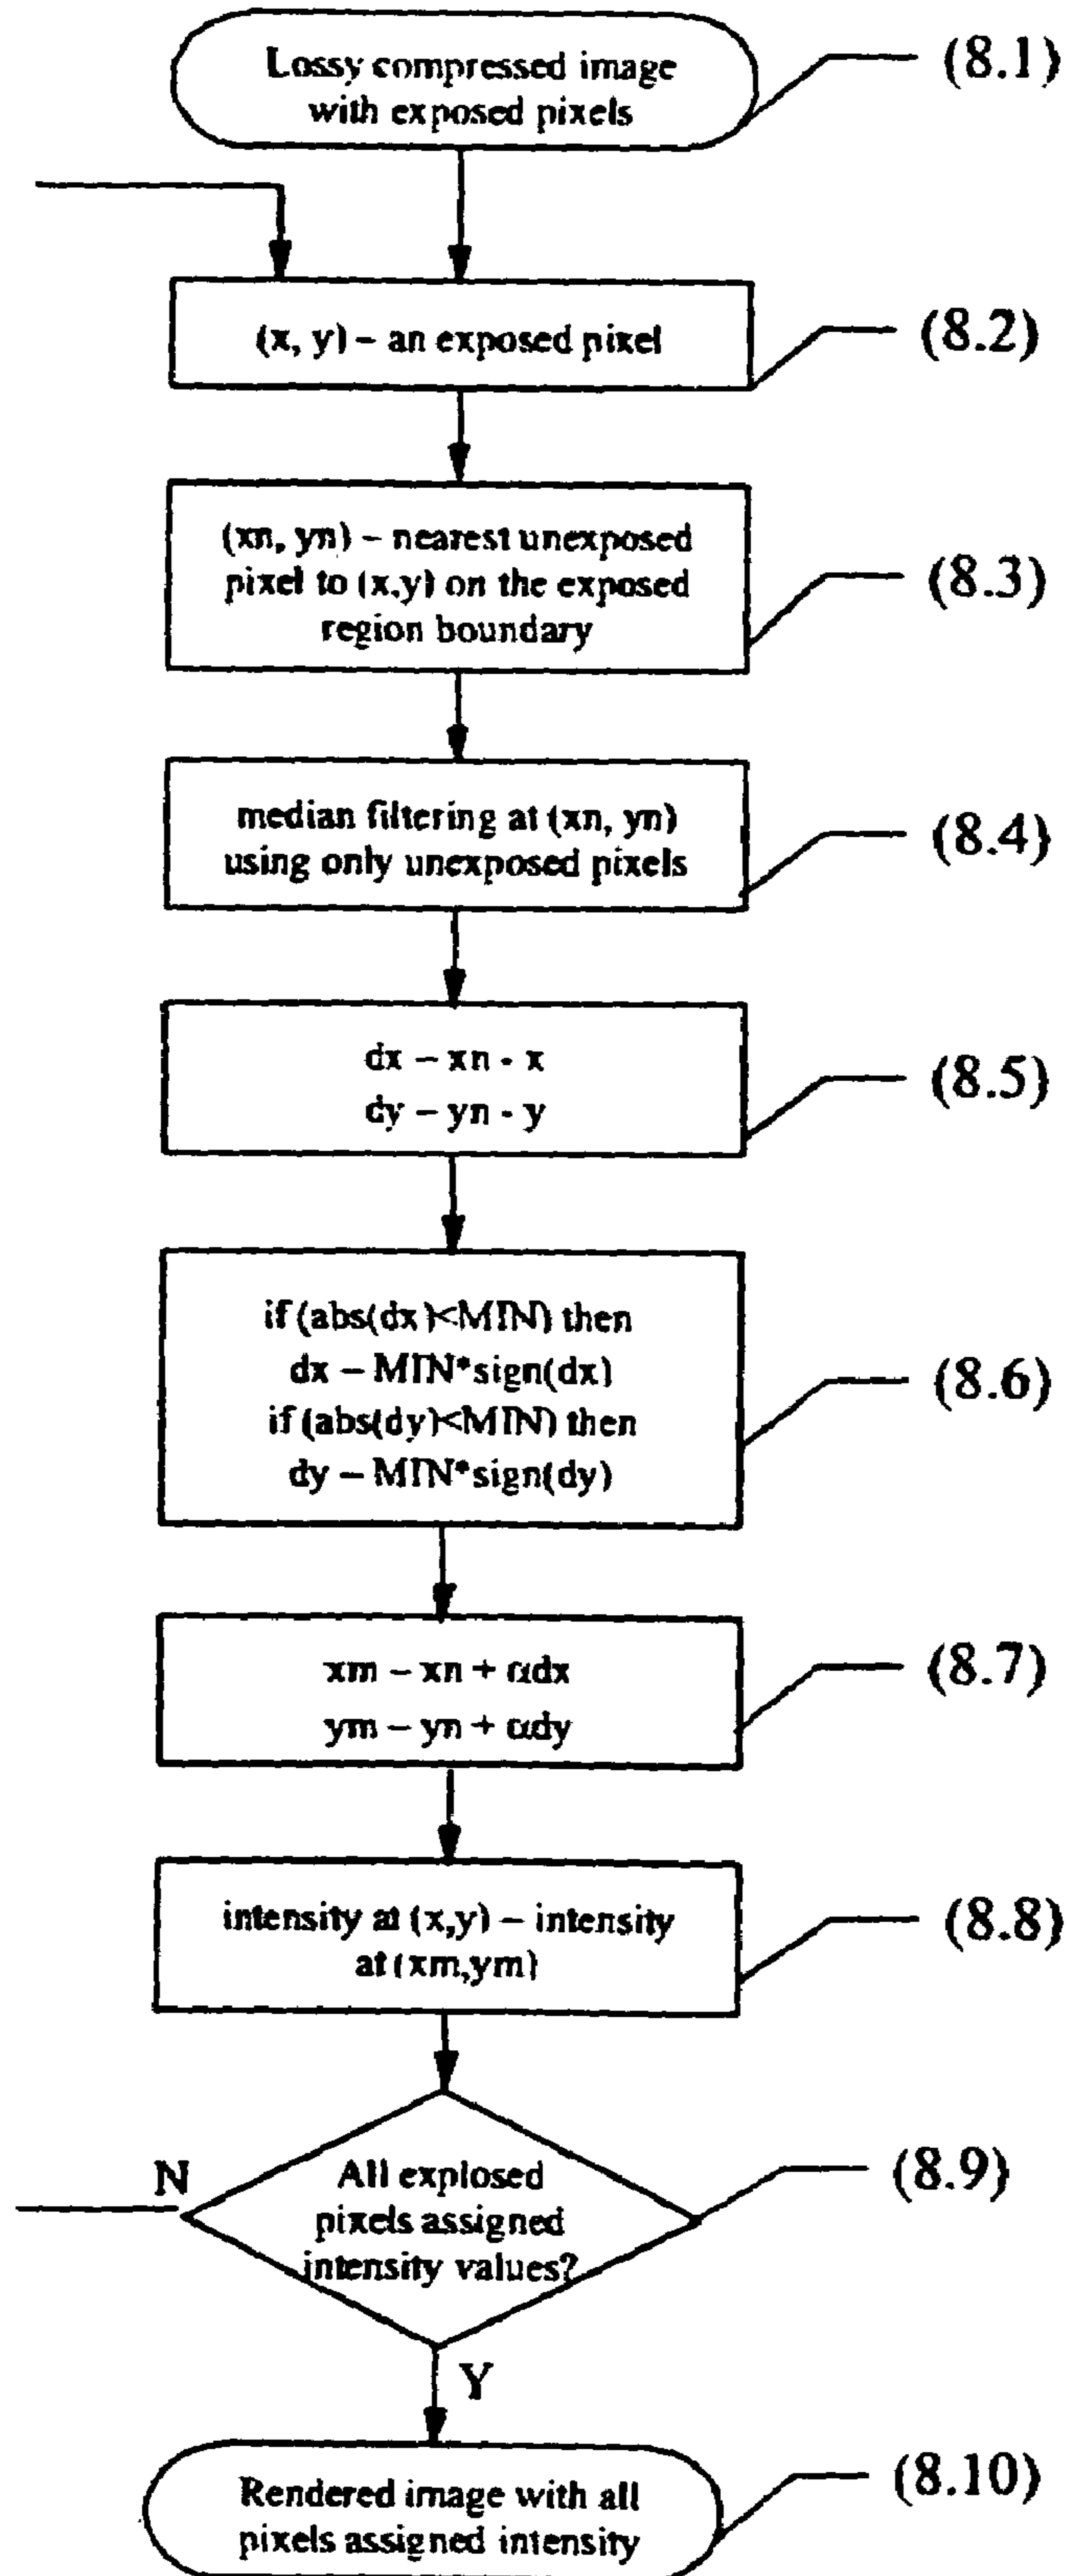 Lossy compressed image
with exposed pixels
(8.1)
(x, y) – an exposed pixel
(8.2)
(xn, yn) – nearest unexposed
pixel to (x,y) on the exposed
region boundary
(8.3)
median filtering at (xn, yn)
using only unexposed pixels
(8.4)
dx – xn - x
dy – yn - y
(8.5)
if (abs(dx)<MIN) then
dx – MIN*sign(dx)
if (abs(dy)<MIN) then
dy – MIN*sign(dy)
(8.6)
xm – xn + αdx
ym – yn + αdy
(8.7)
intensity at (x,y) – intensity
at (xm,ym)
(8.8)
N
All explosed
pixels assigned
intensity values?
(8.9)
Y
Rendered image with all
pixels assigned intensity
(8.10)